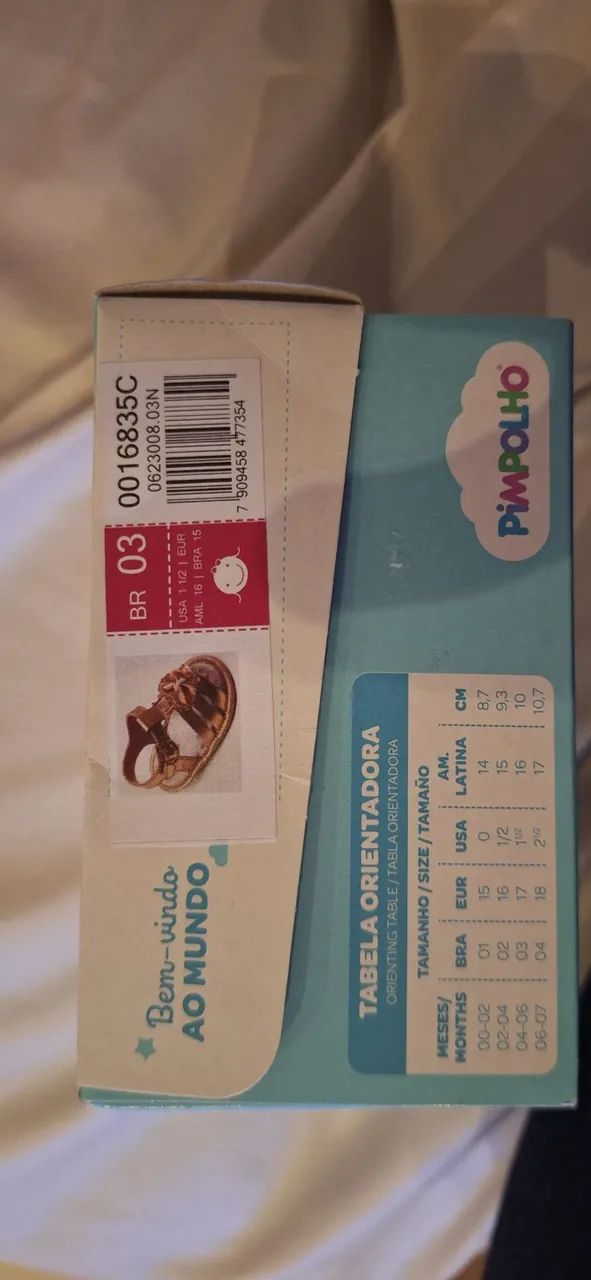 Bem-vindo
AO MUNDO
BR 03
USA 1 1/2 | EUR
AML 16 | BRA 15
0016835C
0623008.03N
7 909458 477354
TABELA ORIENTADORA
ORIENTING TABLE / TABLA ORIENTADORA
TAMANHO / SIZE / TAMAÑO
MESES/ MONTHS BRA EUR USA AM. LATINA CM
00-02 01 15 0 14 8,7
02-04 02 16 1/2 15 9,3
04-06 03 17 1 1/2 16 10
06-07 04 18 2 1/2 17 10,7
PIMPOLHO®